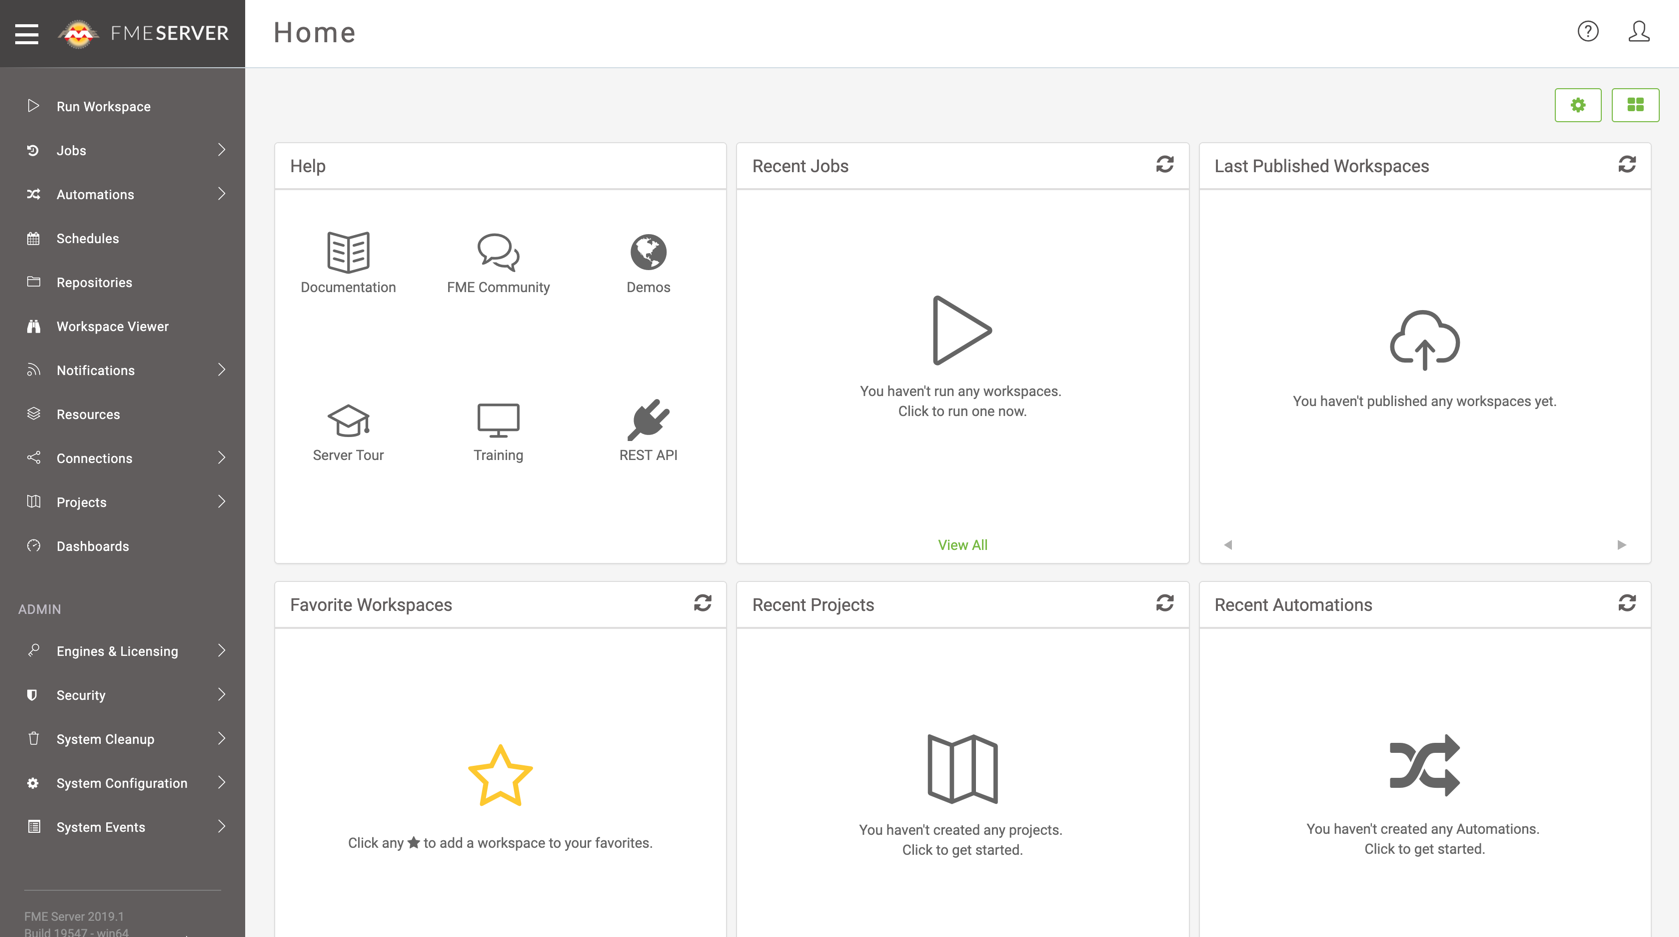 FMESERVER
Home
Run Workspace
Jobs
Automations
Schedules
Repositories
Workspace Viewer
Notifications
Resources
Connections
Projects
Dashboards
ADMIN
Engines & Licensing
Security
System Cleanup
System Configuration
System Events
FME Server 2019.1
Build 19547 - win64
Help
Documentation
FME Community
Demos
Server Tour
Training
REST API
Recent Jobs
You haven't run any workspaces.
Click to run one now.
View All
Last Published Workspaces
You haven't published any workspaces yet.
Favorite Workspaces
Click any ★ to add a workspace to your favorites.
Recent Projects
You haven't created any projects.
Click to get started.
Recent Automations
You haven't created any Automations.
Click to get started.